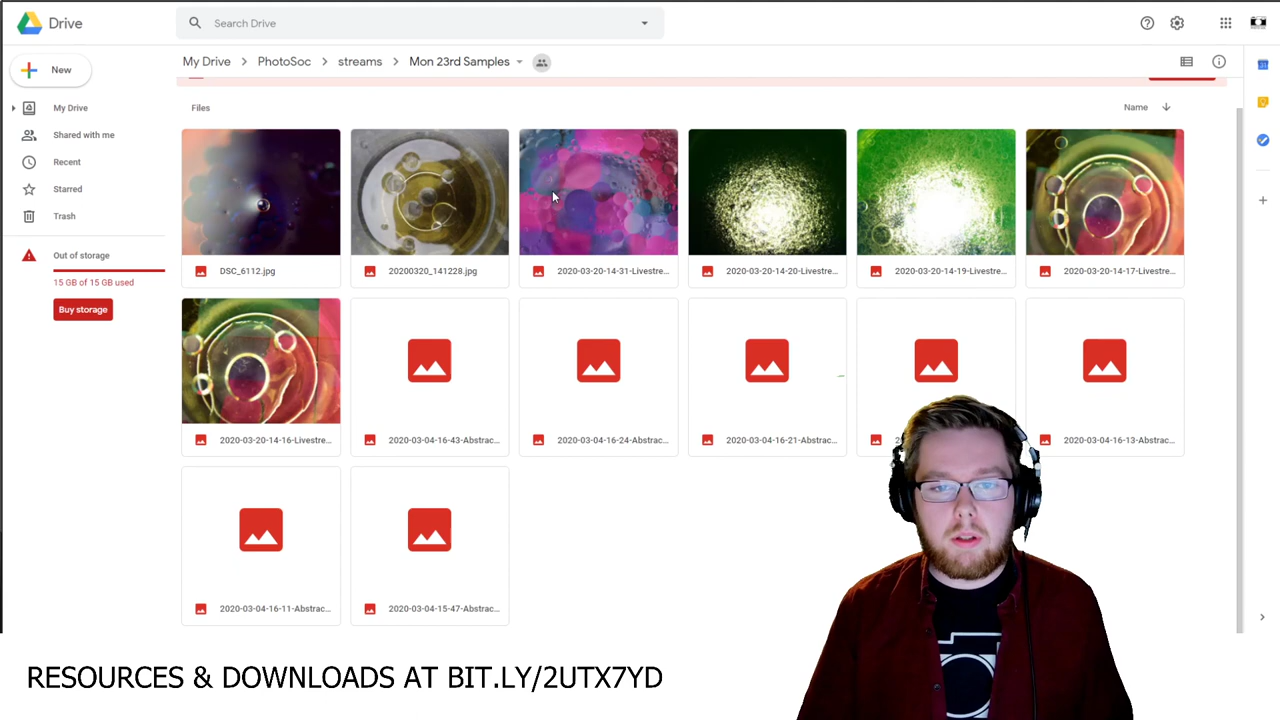 Drive
Search Drive
New
My Drive
PhotoSoc
streams
Mon 23rd Samples
My Drive
Shared with me
Recent
Starred
Trash
Out of storage
15 GB of 15 GB used
Buy storage
Files
Name
DSC_6112.jpg
20200320_141228.jpg
2020-03-20-14-31-Livestre...
2020-03-20-14-20-Livestre...
2020-03-20-14-19-Livestre...
2020-03-20-14-17-Livestre...
2020-03-20-14-16-Livestre...
2020-03-04-16-43-Abstrac...
2020-03-04-16-24-Abstrac...
2020-03-04-16-21-Abstrac...
2020-03-04-16-13-Abstrac...
2020-03-04-16-11-Abstrac...
2020-03-04-15-47-Abstrac...
RESOURCES & DOWNLOADS AT BIT.LY/2UTX7YD